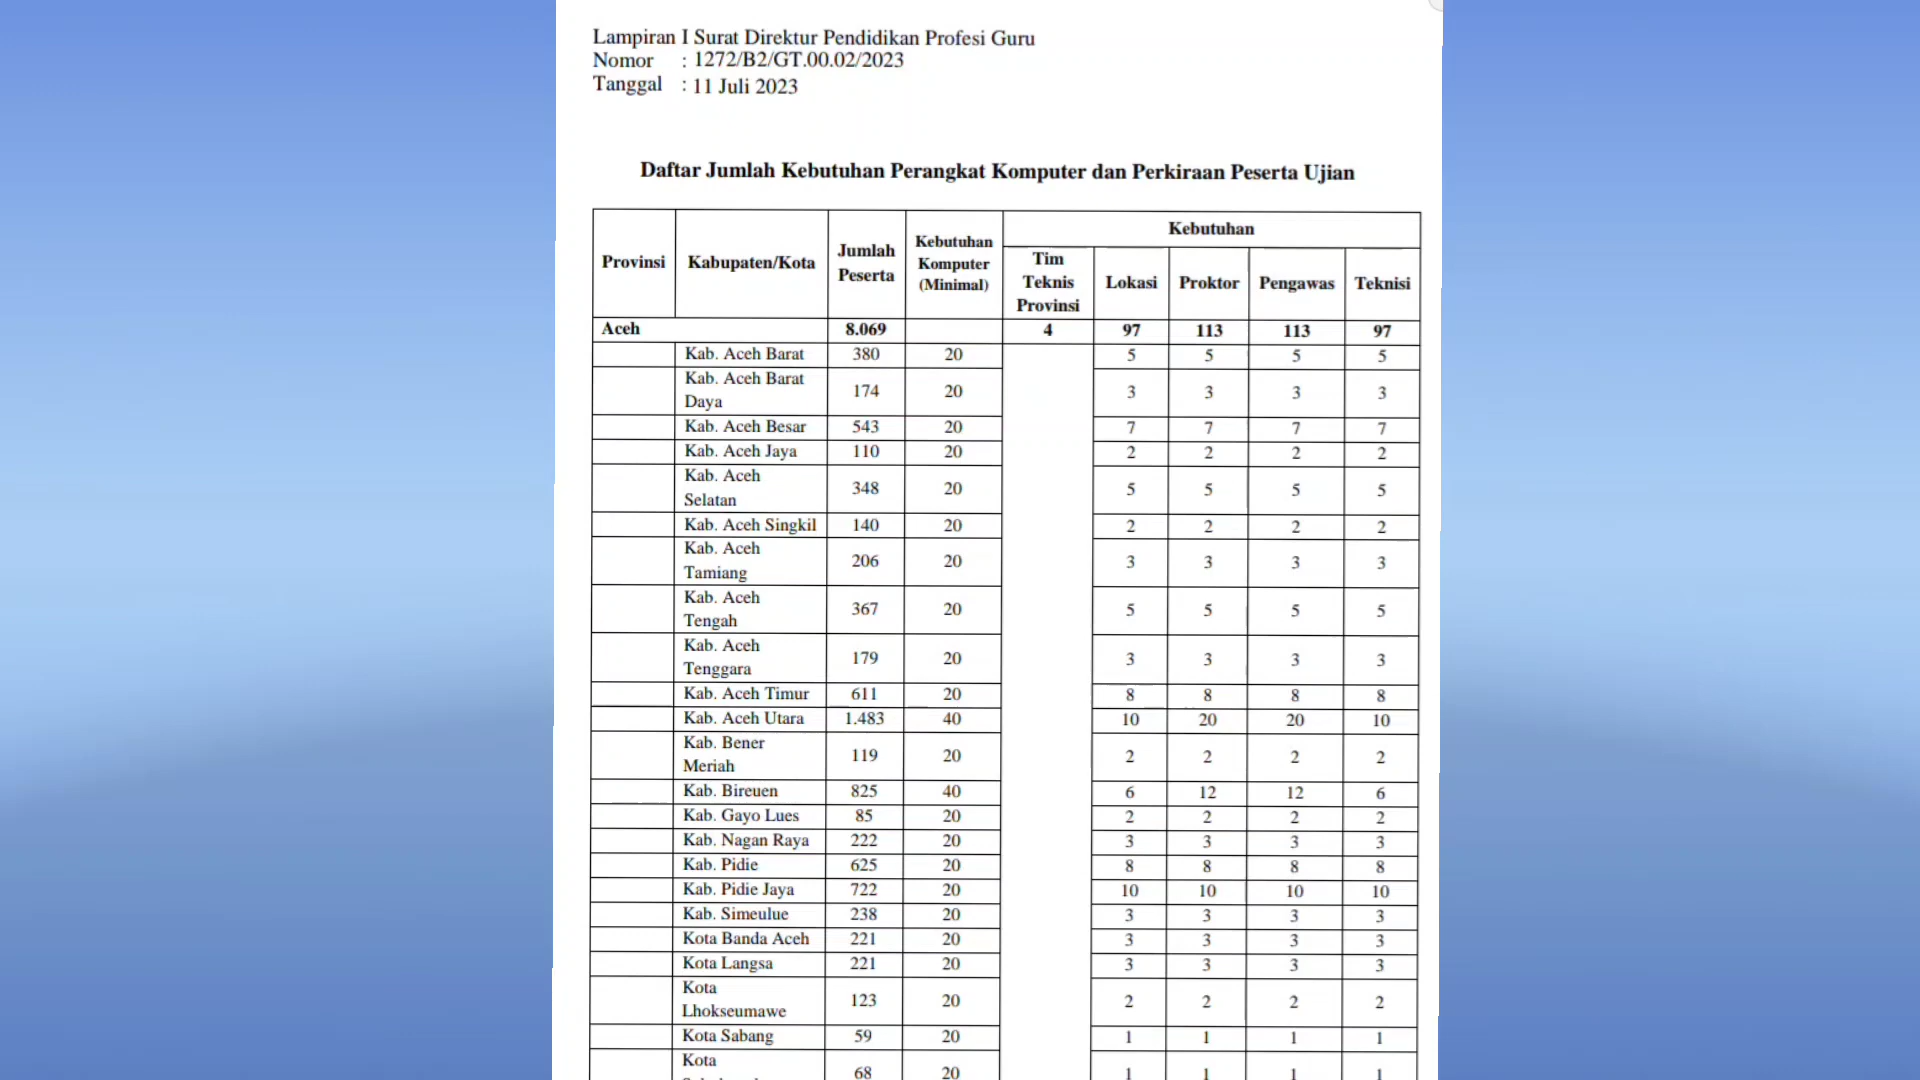 Lampiran I Surat Direktur Pendidikan Profesi Guru
Nomor : 1272/B2/GT.00.02/2023
Tanggal : 11 Juli 2023
Daftar Jumlah Kebutuhan Perangkat Komputer dan Perkiraan Peserta Ujian
Provinsi Kabupaten/Kota Jumlah Peserta Kebutuhan Komputer (Minimal) Kebutuhan
Tim Teknis Provinsi Lokasi Proktor Pengawas Teknisi
Aceh 8.069 4 97 113 113 97
Kab. Aceh Barat 380 20 5 5 5 5
Kab. Aceh Barat Daya 174 20 3 3 3 3
Kab. Aceh Besar 543 20 7 7 7 7
Kab. Aceh Jaya 110 20 2 2 2 2
Kab. Aceh Selatan 348 20 5 5 5 5
Kab. Aceh Singkil 140 20 2 2 2 2
Kab. Aceh Tamiang 206 20 3 3 3 3
Kab. Aceh Tengah 367 20 5 5 5 5
Kab. Aceh Tenggara 179 20 3 3 3 3
Kab. Aceh Timur 611 20 8 8 8 8
Kab. Aceh Utara 1.483 40 10 20 20 10
Kab. Bener Meriah 119 20 2 2 2 2
Kab. Bireuen 825 40 6 12 12 6
Kab. Gayo Lues 85 20 2 2 2 2
Kab. Nagan Raya 222 20 3 3 3 3
Kab. Pidie 625 20 8 8 8 8
Kab. Pidie Jaya 722 20 10 10 10 10
Kab. Simeulue 238 20 3 3 3 3
Kota Banda Aceh 221 20 3 3 3 3
Kota Langsa 221 20 3 3 3 3
Kota Lhokseumawe 123 20 2 2 2 2
Kota Sabang 59 20 1 1 1 1
Kota 68 20 1 1 1 1